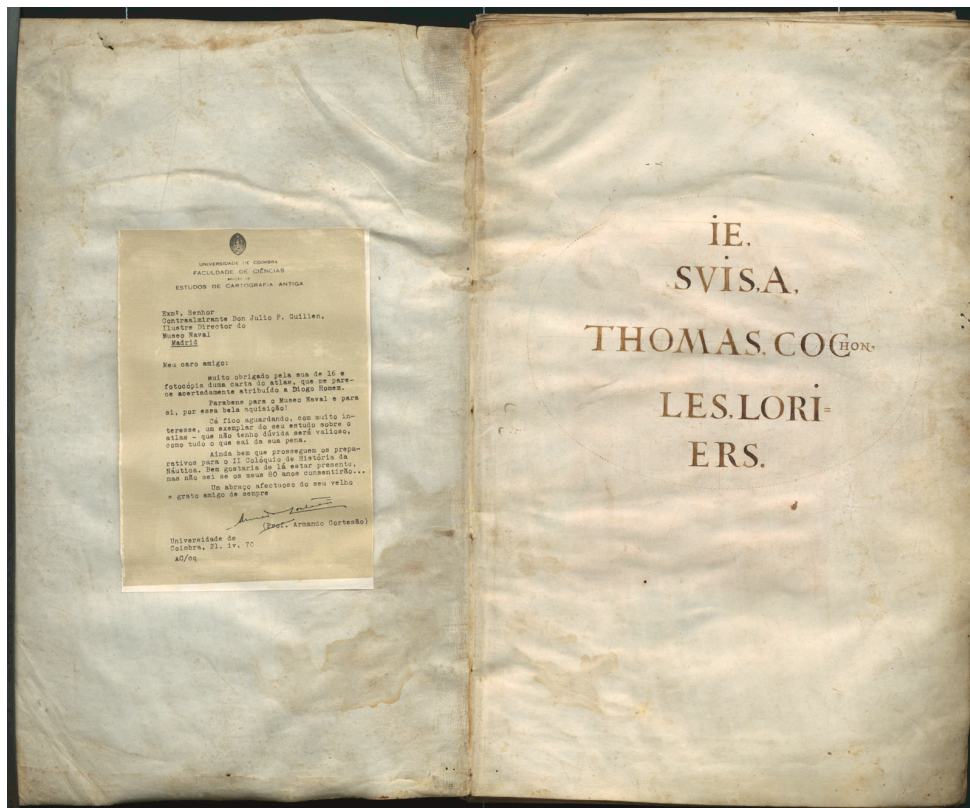 UNIVERSIDADE DE COIMBRA
FACULDADE DE CIÊNCIAS
ESTUDOS DE CARTOGRAFIA ANTIGA
Exmº. Senhor
Contraalmirante Don Julio F. Guillen,
Ilustre Director do
Museo Naval
Madrid
Meu caro amigo:
Muito obrigado pela sua de 16 e
fotocópia duma carta do atlas, que me pare-
ce acertadamente atribuído a Diogo Homem.
Parabens para o Museo Naval e para
si, por essa bela aquisição!
Cá fico aguardando, com muito in-
teresse, um exemplar do seu estudo sobre o
atlas - que não tenho dúvida será valioso,
como tudo o que sai da sua pena.
Ainda bem que prosseguem os prepa-
rativos para o II Colóquio de História da
Náutica. Bem gostaria de lá estar presente,
mas não sei se os meus 80 anos consentirão...
Um abraço afectuoso do seu velho
e grato amigo de sempre
(Prof. Armando Cortesão)
Universidade de
Coimbra, 21. iv. 70
AC/cq
IE.
SVIS.A.
THOMAS.COCHON.
LES.LORI=
ERS.